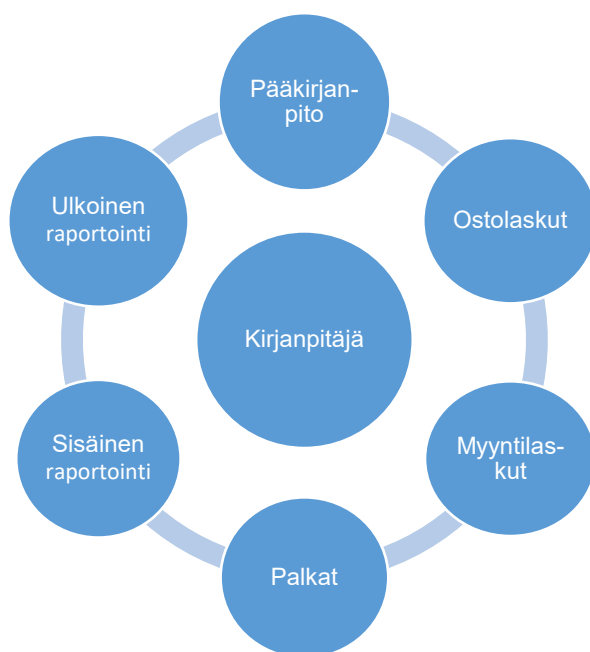 Pääkirjan-
pito
Ulkoinen
raportointi
Ostolaskut
Kirjanpitäjä
Sisäinen
raportointi
Myyntilas-
kut
Palkat